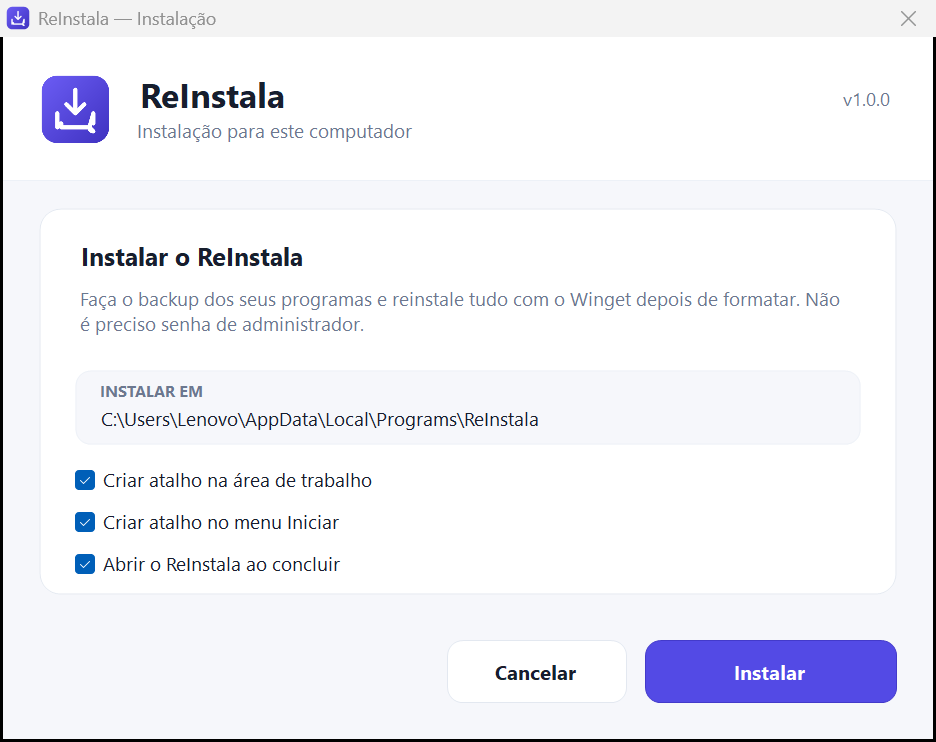 ReInstala — Instalação
ReInstala
v1.0.0
Instalação para este computador
Instalar o ReInstala
Faça o backup dos seus programas e reinstale tudo com o Winget depois de formatar. Não
é preciso senha de administrador.
INSTALAR EM
C:\Users\Lenovo\AppData\Local\Programs\ReInstala
Criar atalho na área de trabalho
Criar atalho no menu Iniciar
Abrir o ReInstala ao concluir
Cancelar
Instalar